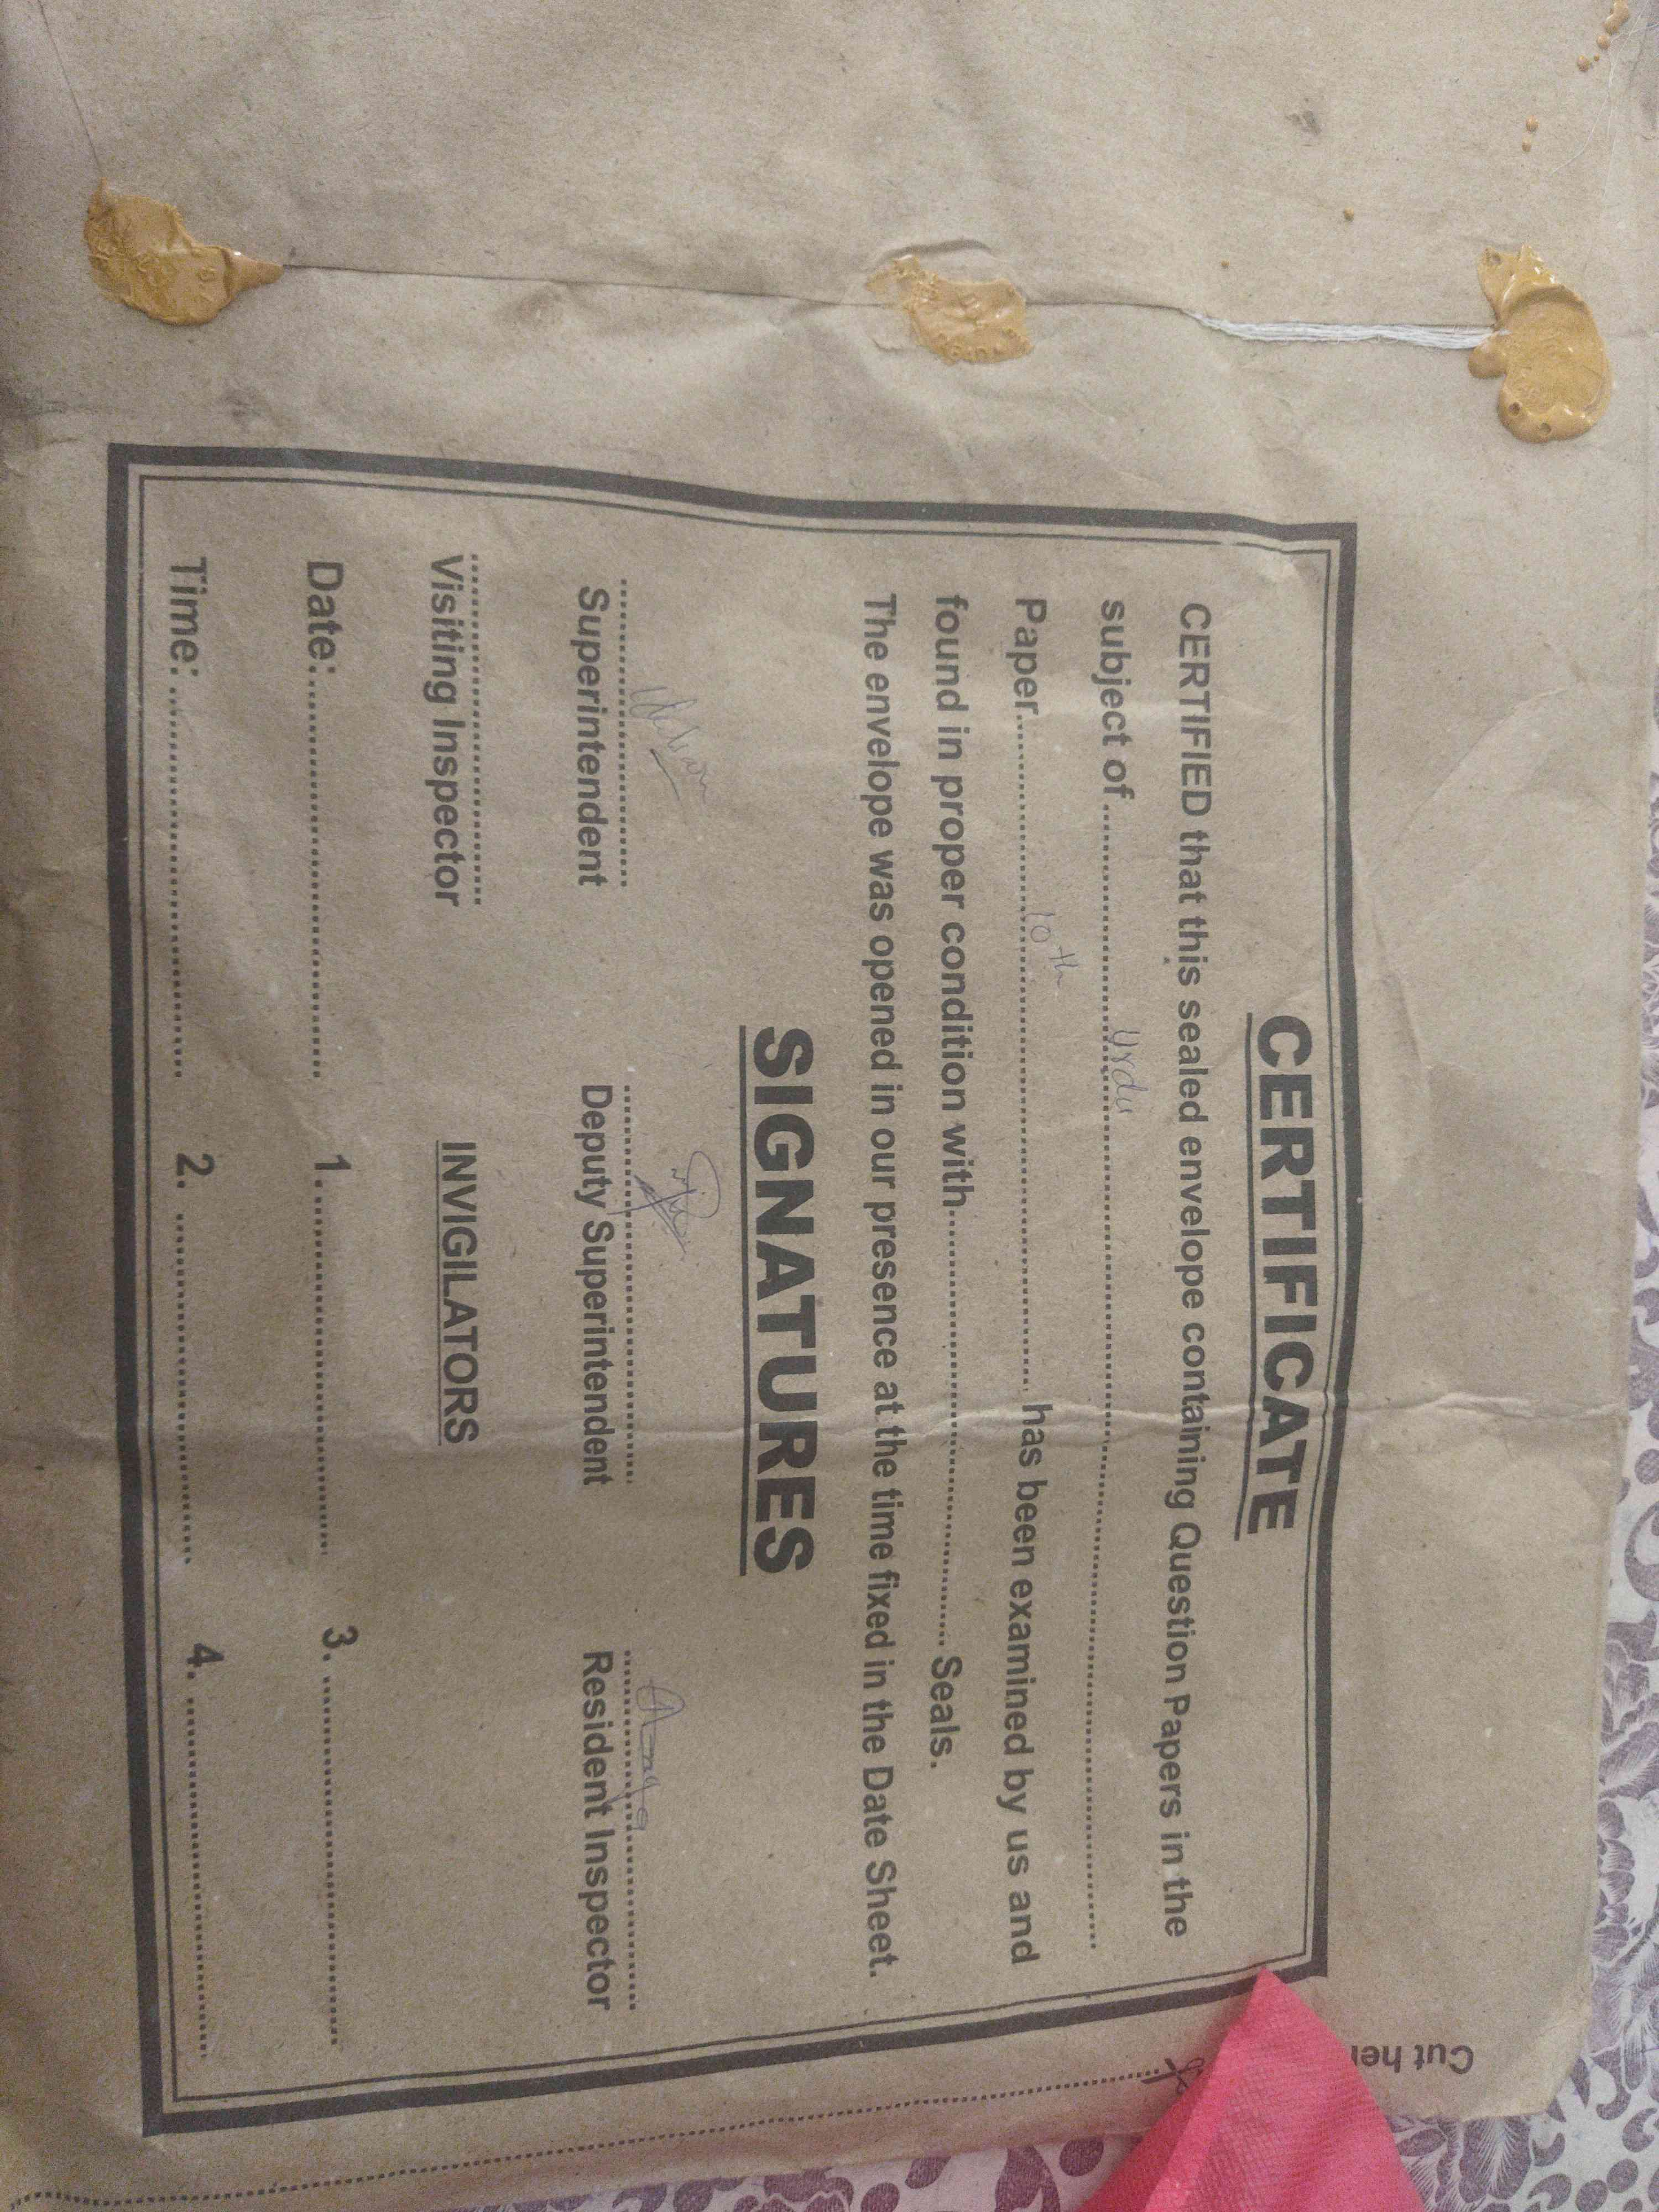 CERTIFICATE
CERTIFIED that this sealed envelope containing Question Papers in the
subject of.......... Urdu ..........
Paper.......... 10th .......... has been examined by us and
found in proper condition with.................... Seals.
The envelope was opened in our presence at the time fixed in the Date Sheet.
SIGNATURES
Superintendent Deputy Superintendent Resident Inspector
Visiting Inspector INVIGILATORS
Date:.................... 1..................... 3. ....................
Time: .................... 2. .................... 4. ....................
Cut